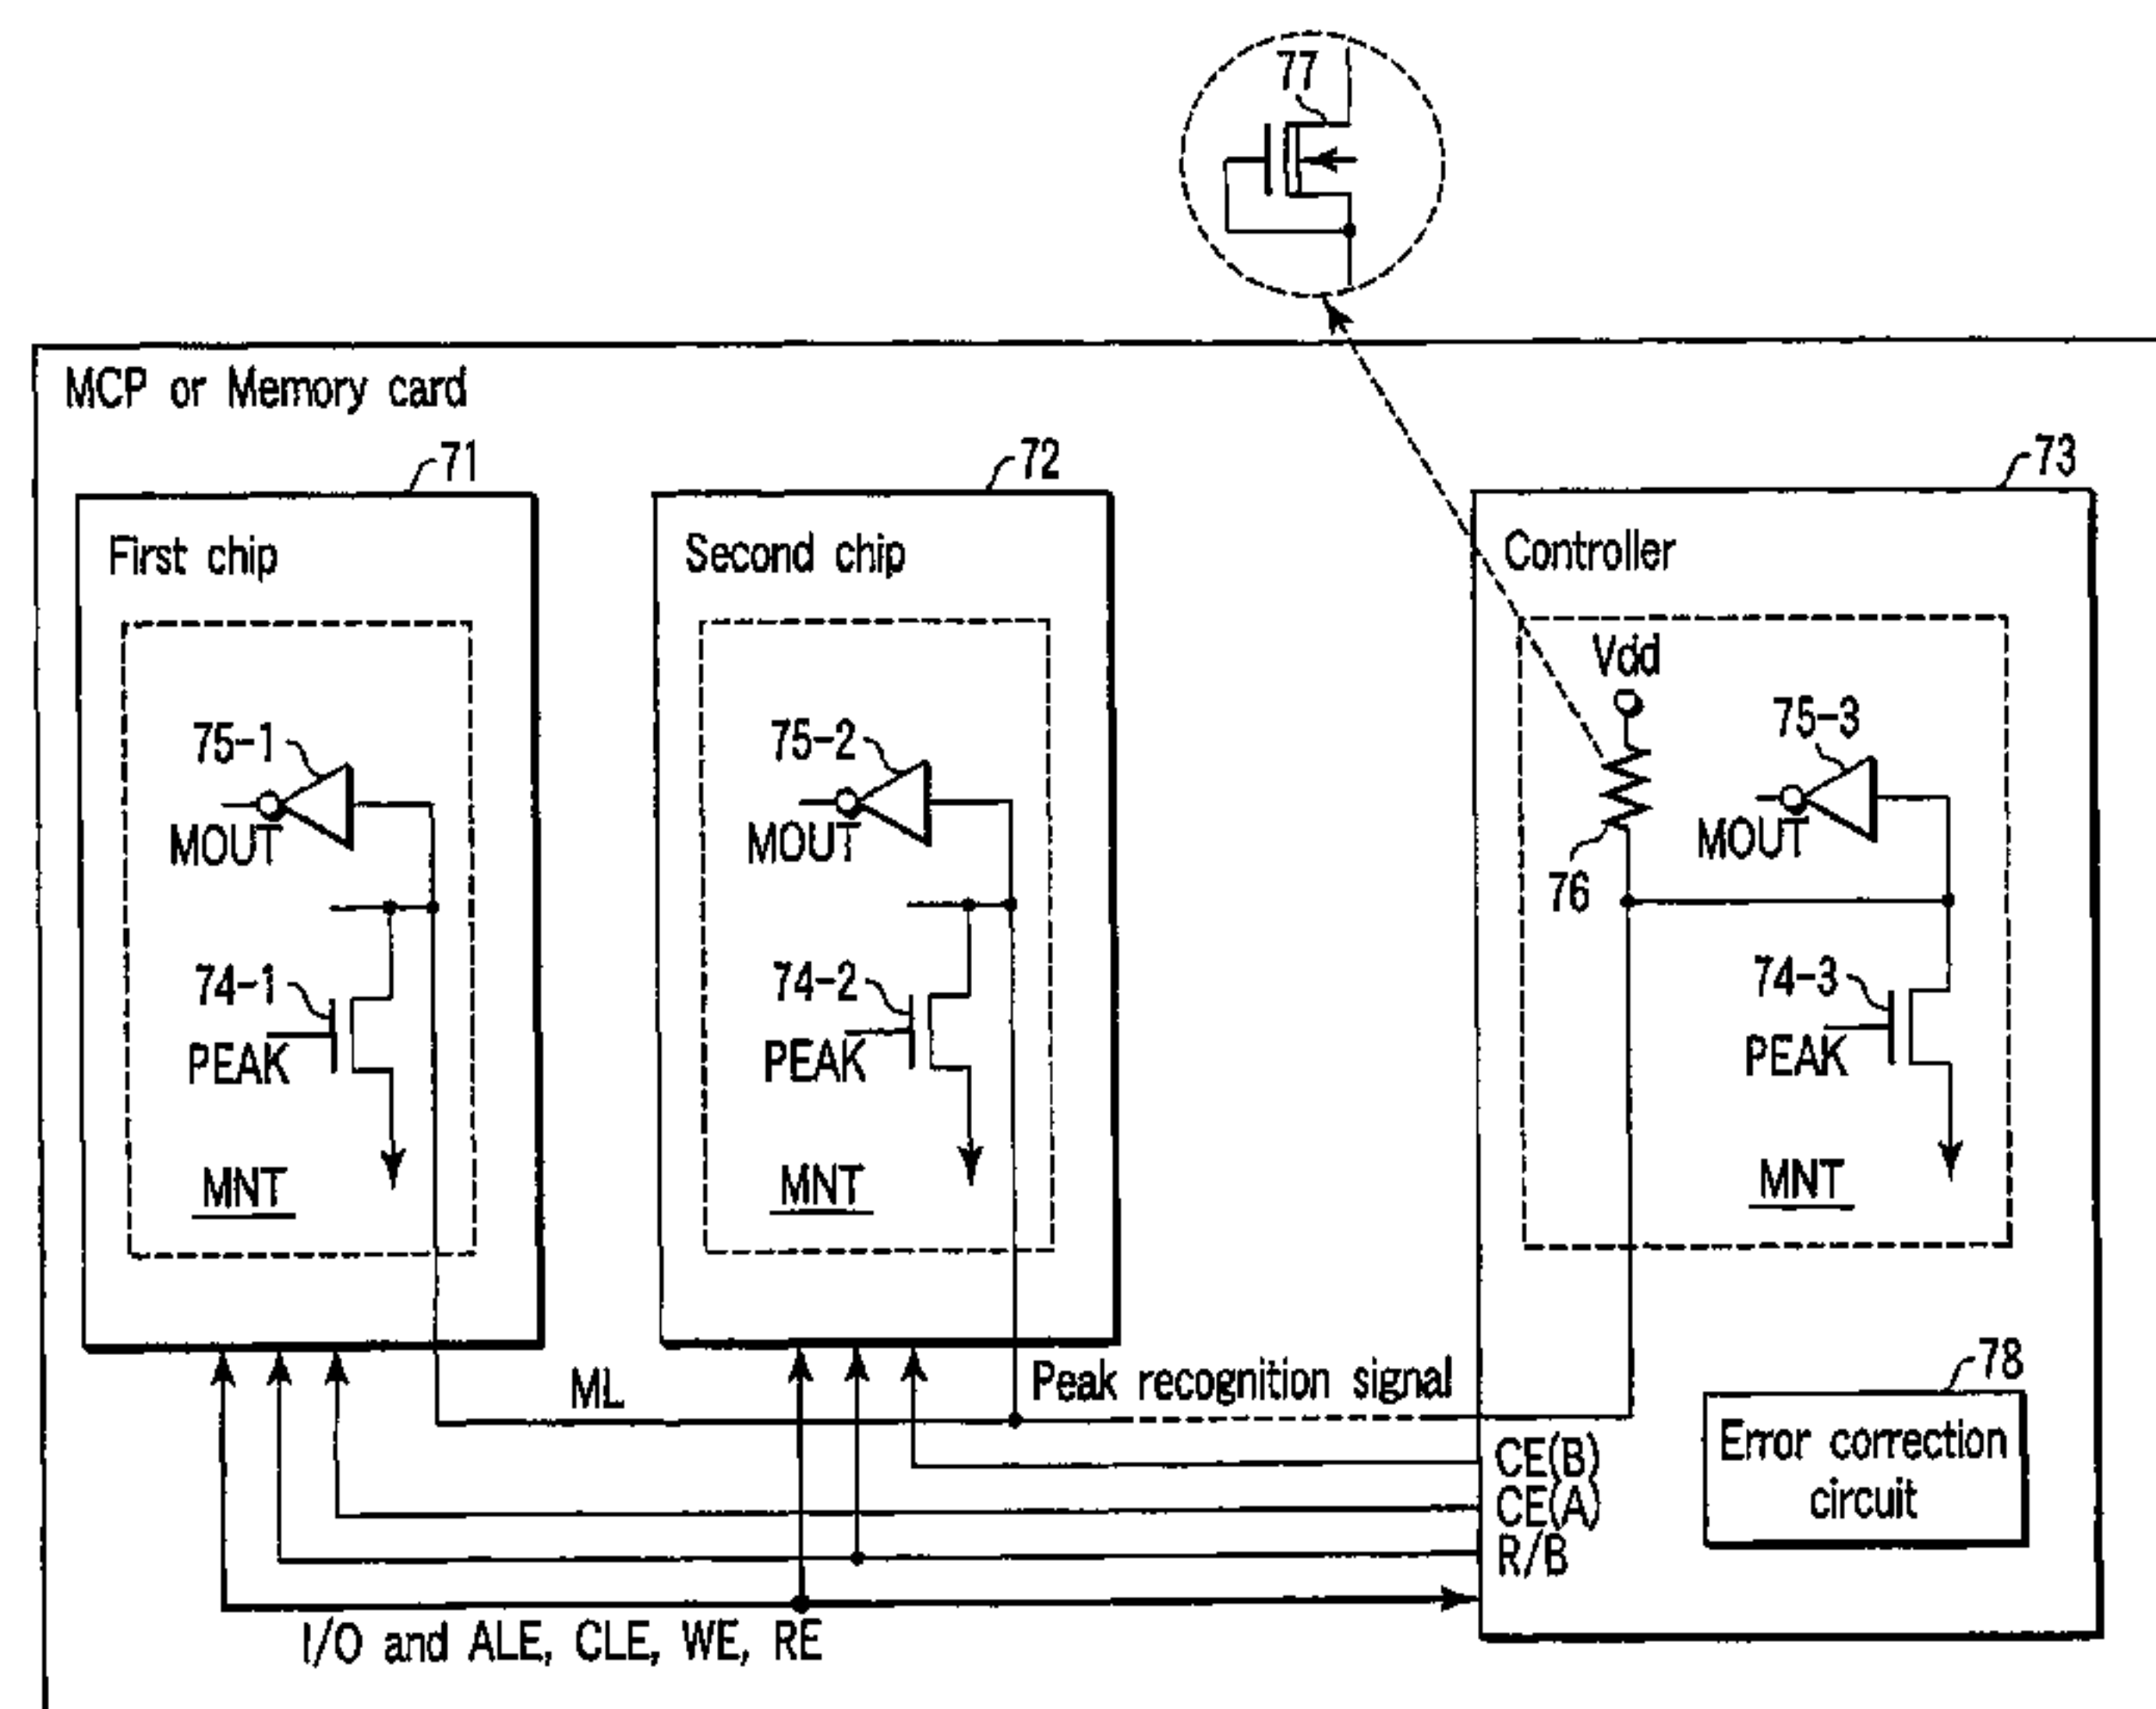 77
MCP or Memory card
71
72
73
First chip
Second chip
Controller
Vdd
75-1
75-2
75-3
MOUT
MOUT
MOUT
76
74-1
74-2
74-3
PEAK
PEAK
PEAK
MNT
MNT
MNT
ML
Peak recognition signal
78
CE(B)
CE(A)
R/B
Error correction
circuit
I/O and ALE, CLE, WE, RE